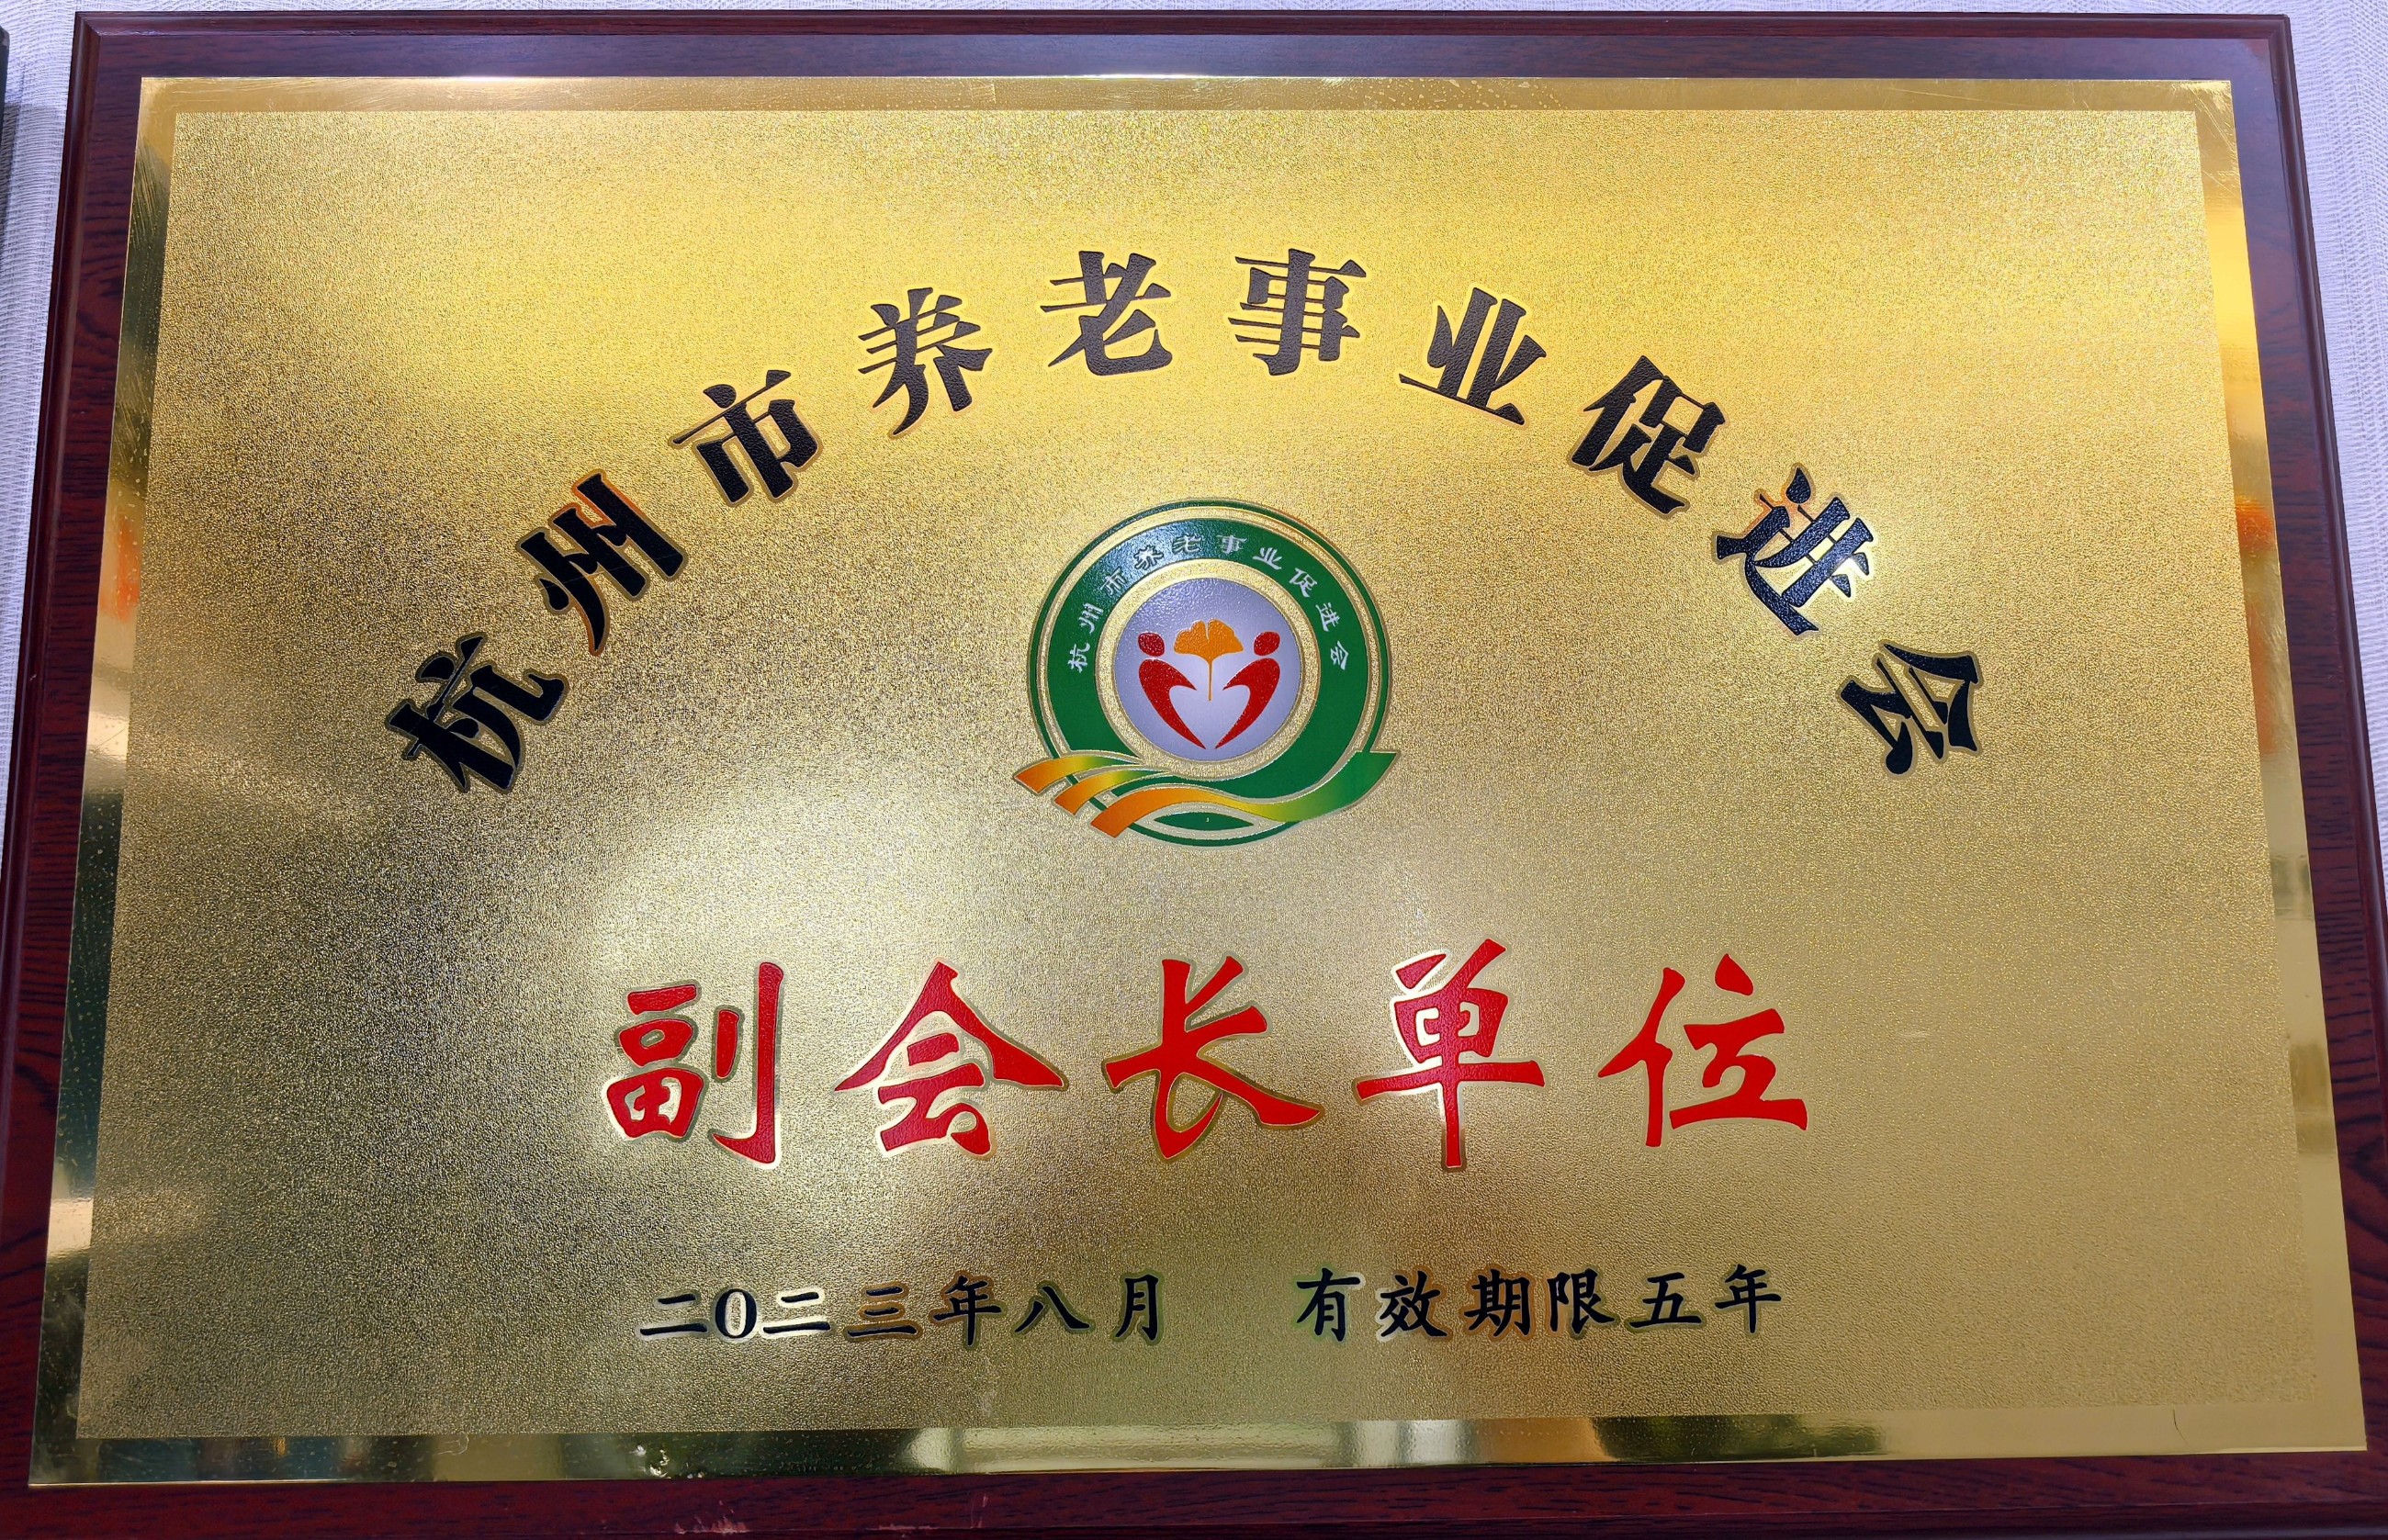 杭州市养老事业促进会
杭州市养老事业促进会
副会长单位
二0二三年八月 有效期限五年